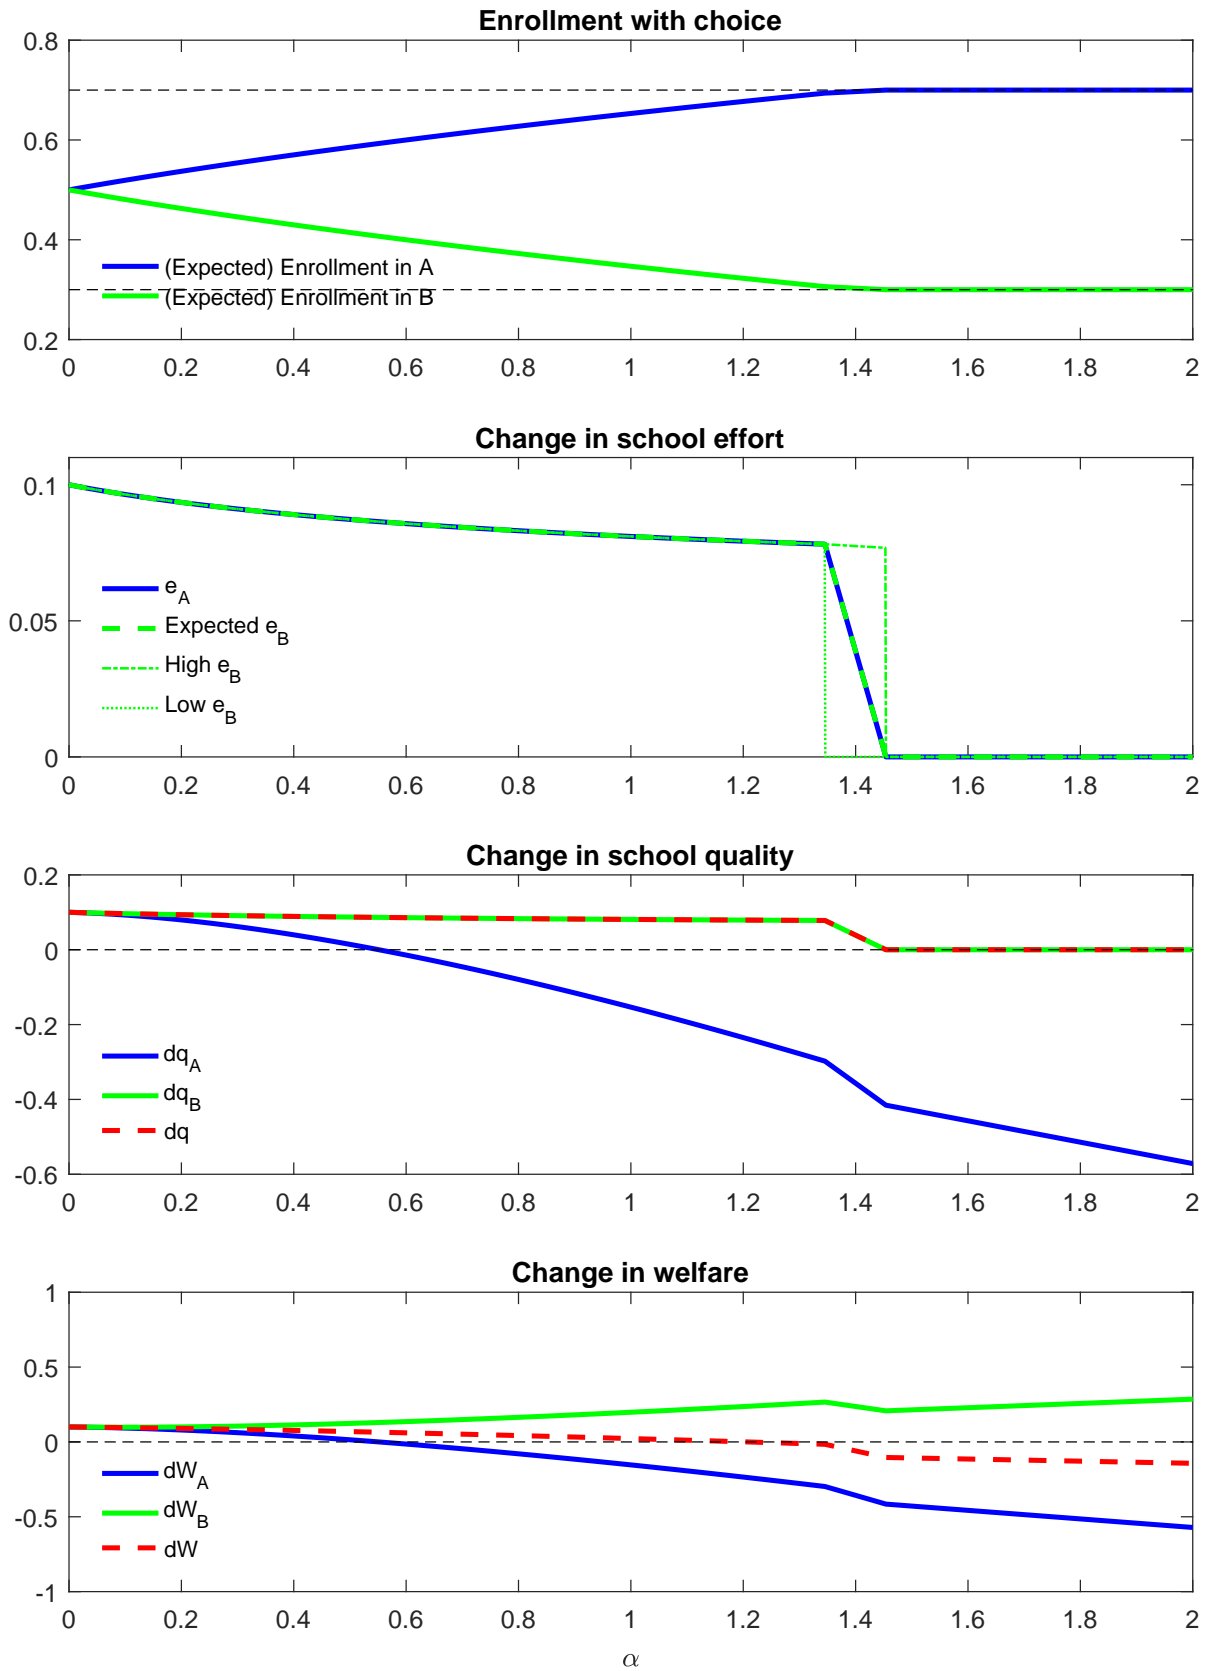 Enrollment with choice
0.8
0.6
0.4
0.2
(Expected) Enrollment in A
(Expected) Enrollment in B
0 0.2 0.4 0.6 0.8 1 1.2 1.4 1.6 1.8 2
Change in school effort
0.1
0.05
0
e_A
Expected e_B
High e_B
Low e_B
0 0.2 0.4 0.6 0.8 1 1.2 1.4 1.6 1.8 2
Change in school quality
0.2
0
-0.2
-0.4
-0.6
dq_A
dq_B
dq
0 0.2 0.4 0.6 0.8 1 1.2 1.4 1.6 1.8 2
Change in welfare
1
0.5
0
-0.5
-1
dW_A
dW_B
dW
0 0.2 0.4 0.6 0.8 1 1.2 1.4 1.6 1.8 2
α